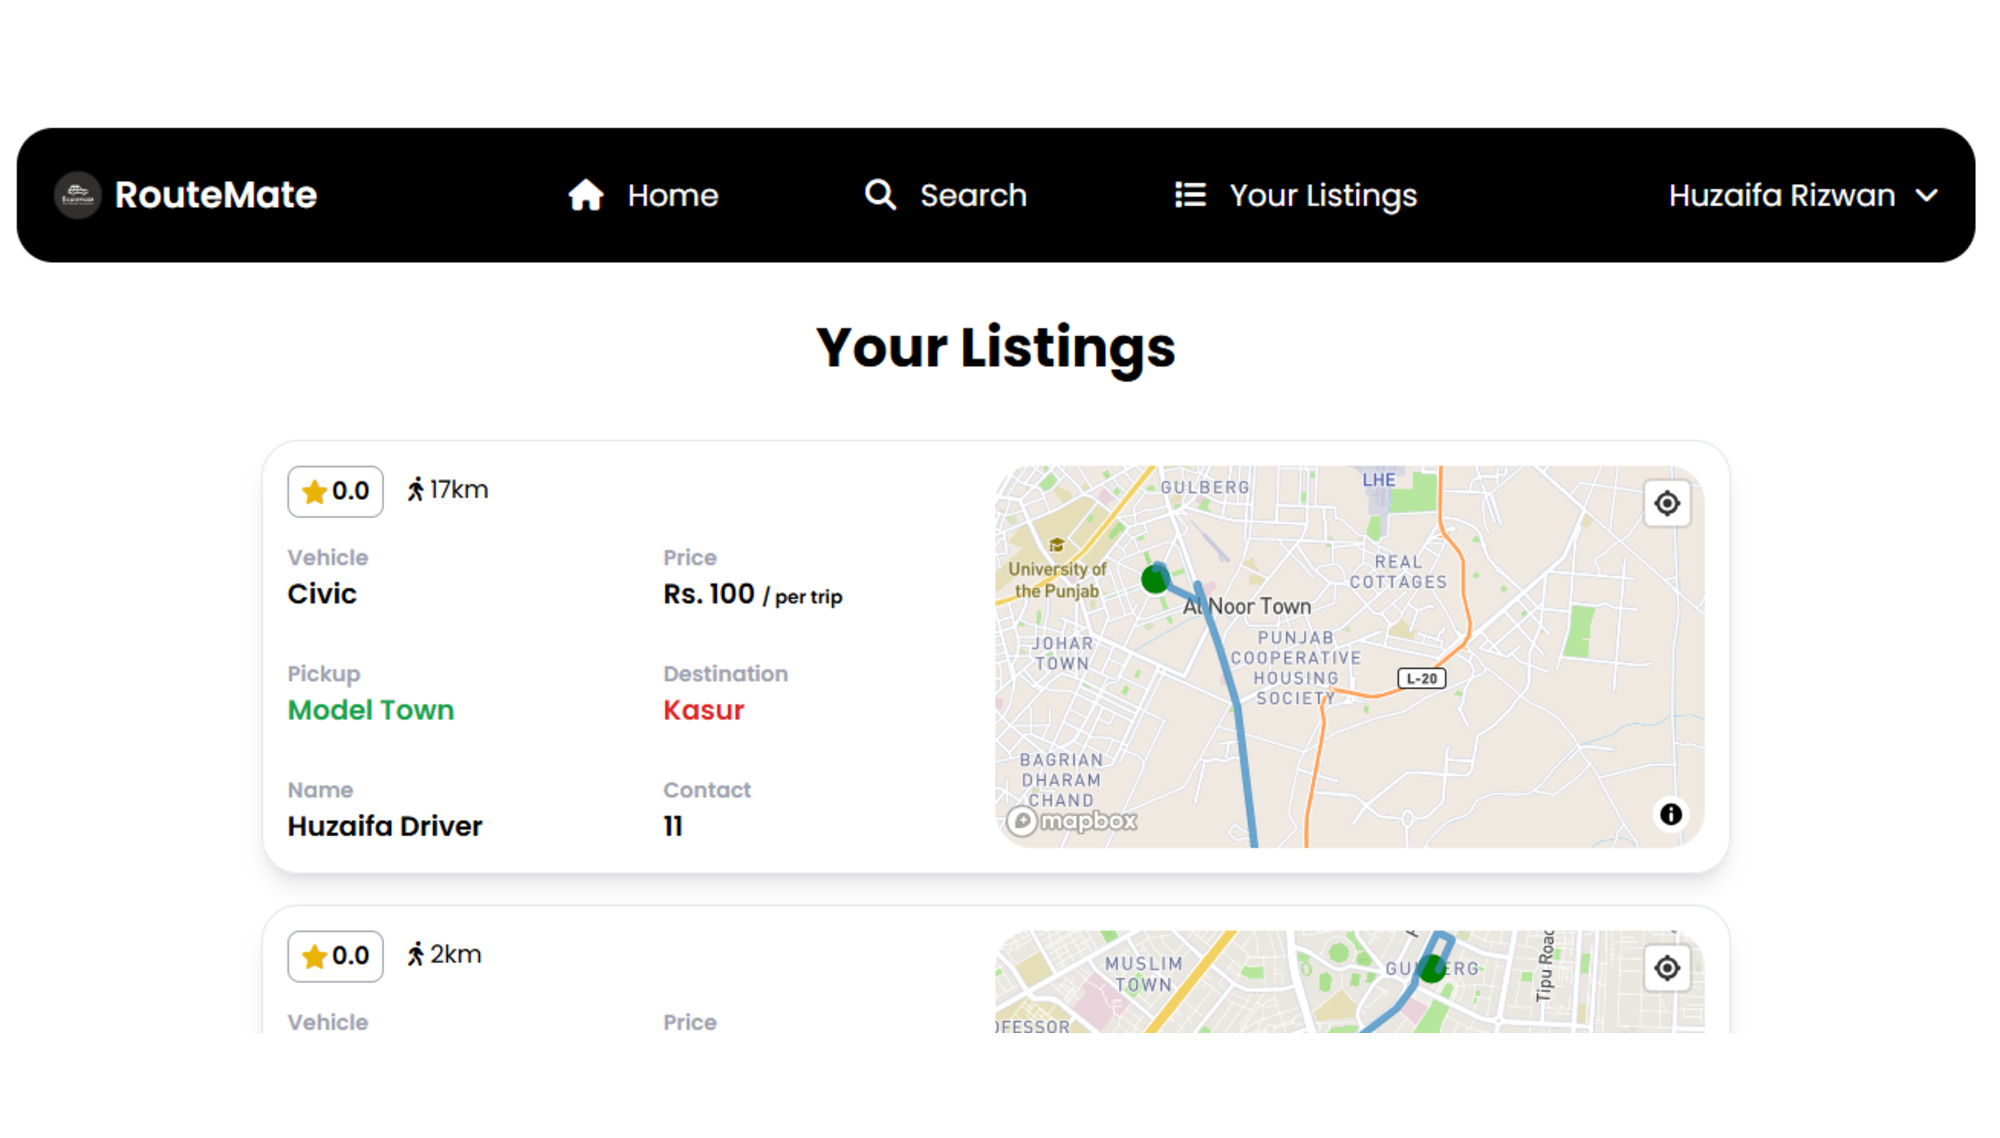 RouteMate
Home
Search
Your Listings
Huzaifa Rizwan
Your Listings
0.0
17km
Vehicle
Price
Civic
Rs. 100 / per trip
Pickup
Destination
Model Town
Kasur
Name
Contact
Huzaifa Driver
11
GULBERG
LHE
University of
the Punjab
REAL
COTTAGES
Al Noor Town
JOHAR
TOWN
PUNJAB
COOPERATIVE
HOUSING
SOCIETY
L-20
BAGRIAN
DHARAM
CHAND
mapbox
0.0
2km
Vehicle
Price
MUSLIM
TOWN
Tipu Road